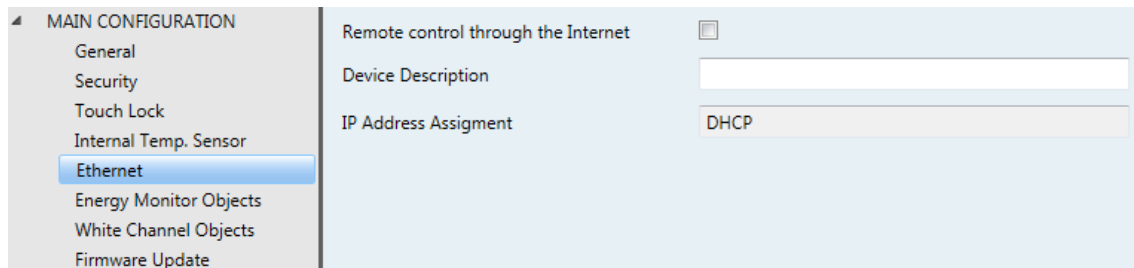 MAIN CONFIGURATION
General
Security
Touch Lock
Internal Temp. Sensor
Ethernet
Energy Monitor Objects
White Channel Objects
Firmware Update
Remote control through the Internet
Device Description
IP Address Assigment DHCP